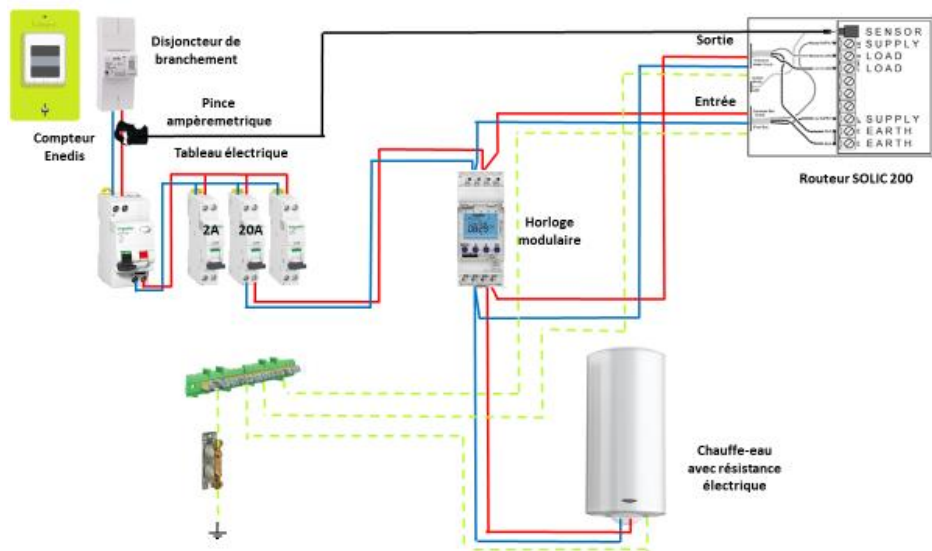 Disjoncteur de
branchement
Pince
ampèremetrique
Compteur
Enedis
Tableau électrique
2A
20A
Horloge
modulaire
Sortie
Entrée
SENSOR
SUPPLY
LOAD
LOAD
SUPPLY
EARTH
EARTH
Routeur SOLiC 200
Chauffe-eau
avec résistance
électrique